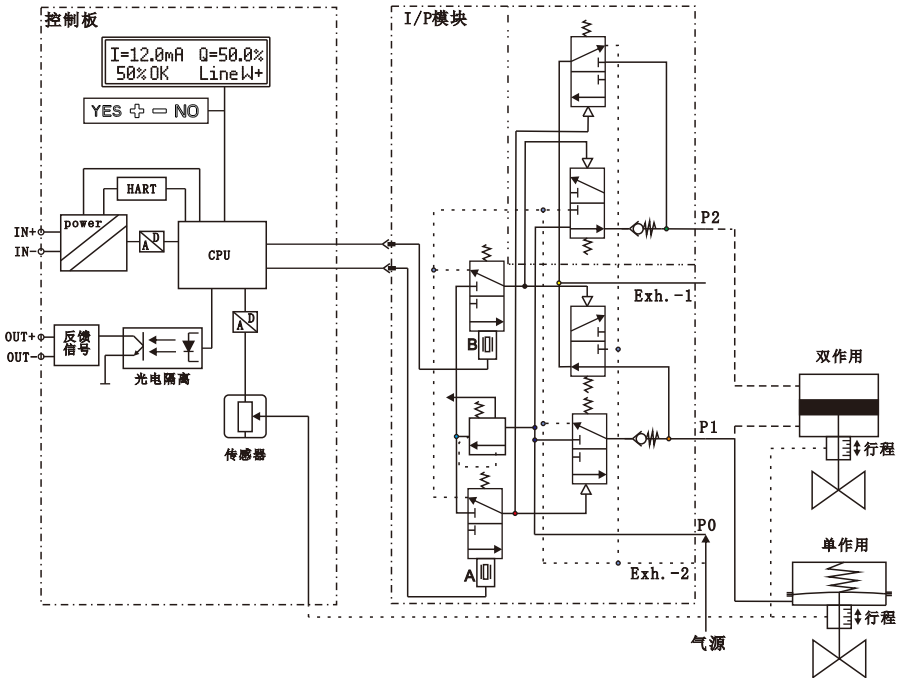 控制板
I/P模块
I=12.0mA Q=50.0%
50%OK LineW+
YES + - NO
HART
power
IN+
IN-
D
A
CPU
P2
Exh.-1
OUT+
OUT-
反馈
信号
D
A
B
光电隔离
双作用
P1
行程
传感器
A
P0
Exh.-2
单作用
行程
气源